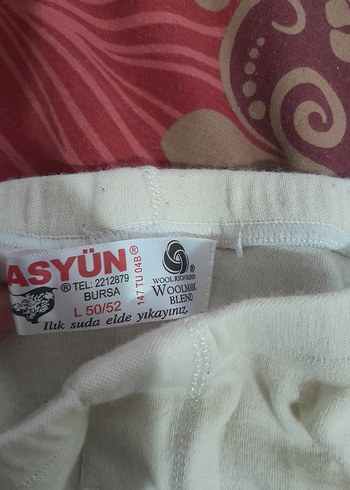 ASYÜN®
® TEL: 2212879
BURSA
L 50/52
Ilık suda elde yıkayınız.
147 TU 04B
WOOL RICH BLEND
WOOLMARK
BLEND